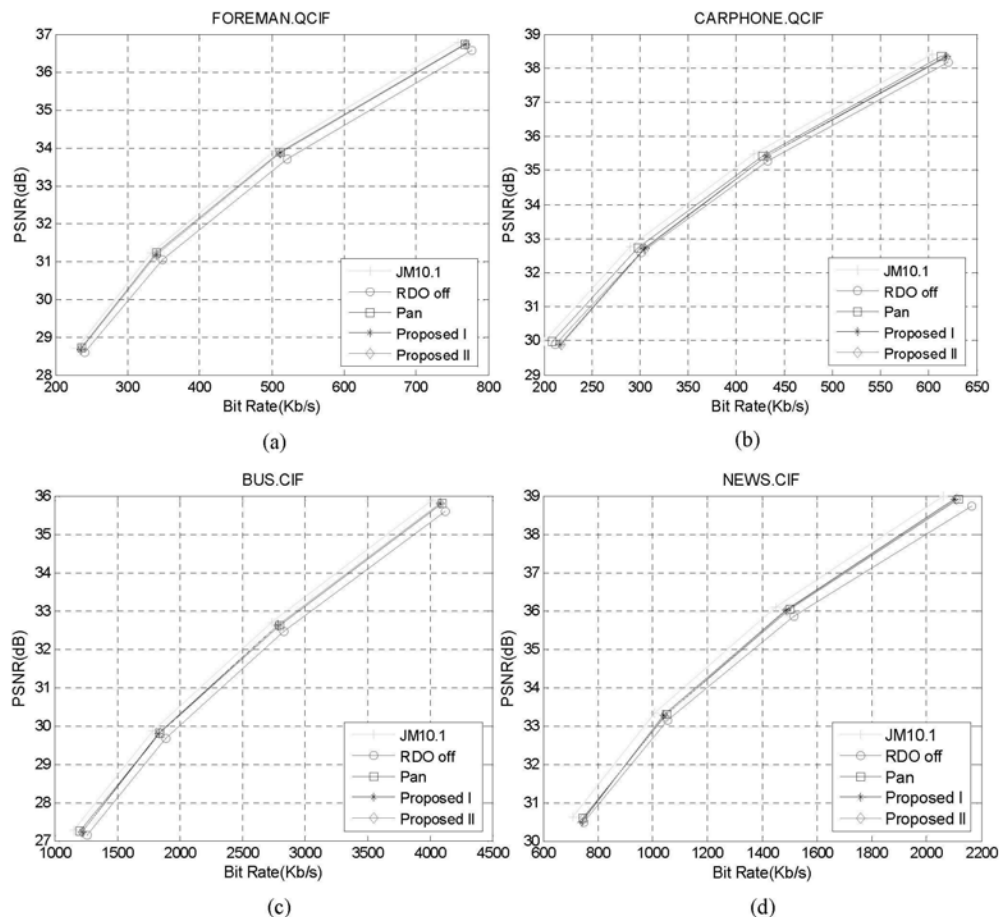 FOREMAN.QCIF
37
36
35
34
33
32
31
30
29
28
PSNR(dB)
JM10.1
RDO off
Pan
Proposed I
Proposed II
200 300 400 500 600 700 800
Bit Rate(Kb/s)
(a)
CARPHONE.QCIF
39
38
37
36
35
34
33
32
31
30
29
PSNR(dB)
JM10.1
RDO off
Pan
Proposed I
Proposed II
200 250 300 350 400 450 500 550 600 650
Bit Rate(Kb/s)
(b)
BUS.CIF
36
35
34
33
32
31
30
29
28
27
PSNR(dB)
JM10.1
RDO off
Pan
Proposed I
Proposed II
1000 1500 2000 2500 3000 3500 4000 4500
Bit Rate(Kb/s)
(c)
NEWS.CIF
39
38
37
36
35
34
33
32
31
30
PSNR(dB)
JM10.1
RDO off
Pan
Proposed I
Proposed II
600 800 1000 1200 1400 1600 1800 2000 2200
Bit Rate(Kb/s)
(d)